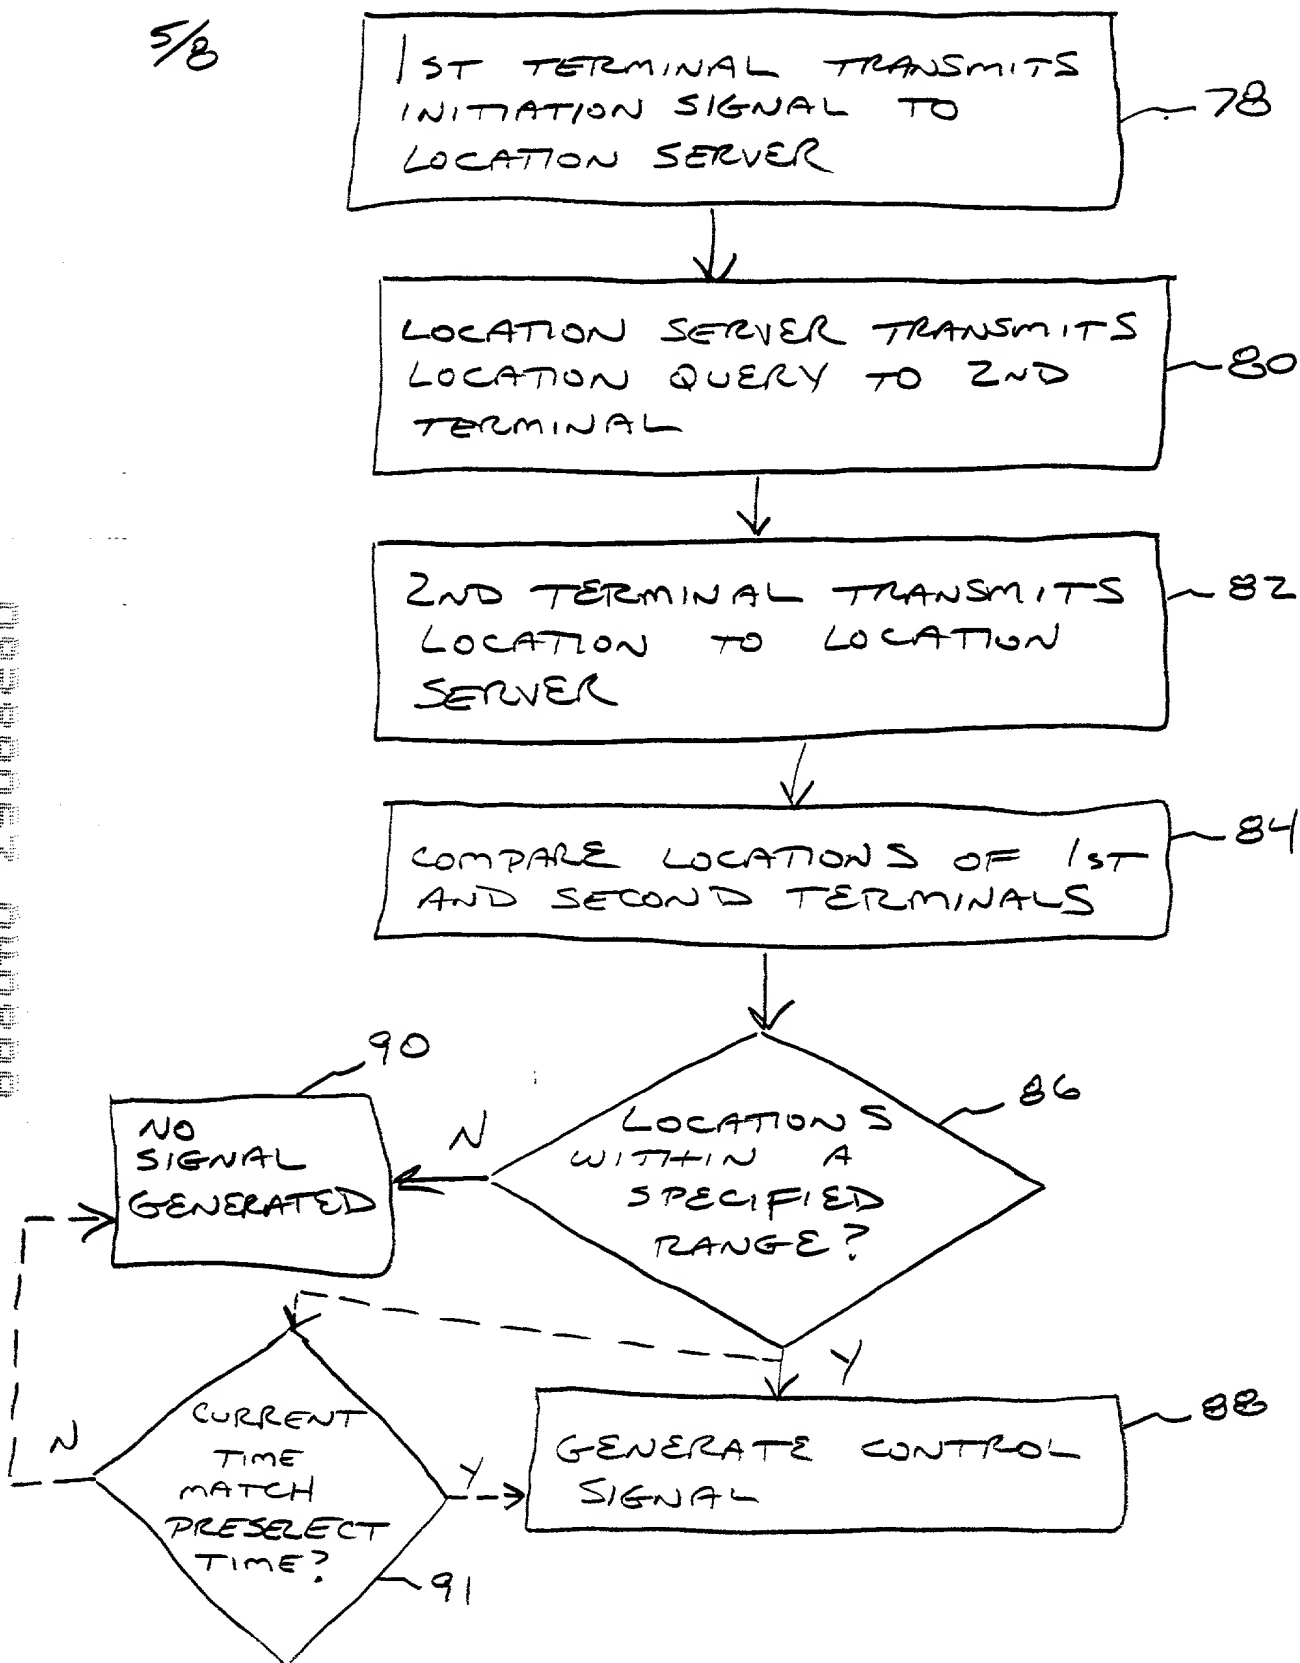 5/8
1ST TERMINAL TRANSMITS
INITIATION SIGNAL TO
LOCATION SERVER
78
LOCATION SERVER TRANSMITS
LOCATION QUERY TO 2ND
TERMINAL
80
2ND TERMINAL TRANSMITS
LOCATION TO LOCATION
SERVER
82
COMPARE LOCATIONS OF 1ST
AND SECOND TERMINALS
84
90
NO
SIGNAL
GENERATED
N
LOCATIONS
WITHIN A
SPECIFIED
RANGE?
86
Y
N
CURRENT
TIME
MATCH
PRESELECT
TIME?
91
Y
GENERATE CONTROL
SIGNAL
88